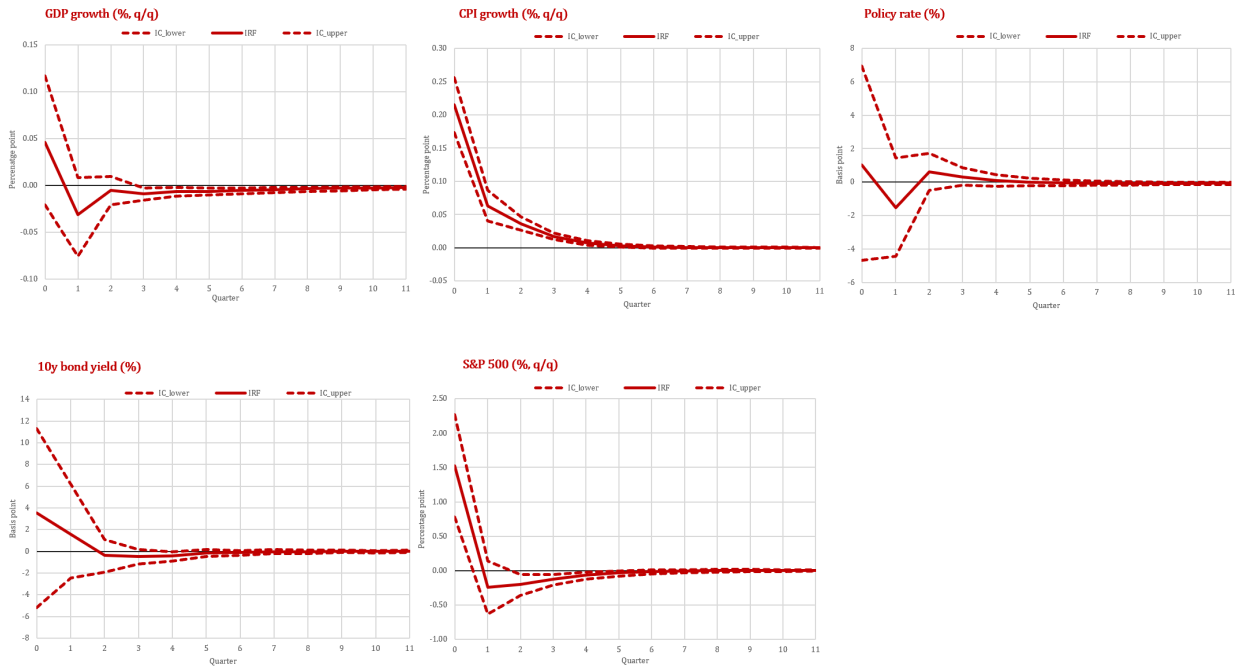 GDP growth (%, q/q)
IC_lower IRF IC_upper
Percenatge point
0.15
0.10
0.05
0.00
-0.05
-0.10
0 1 2 3 4 5 6 7 8 9 10 11
Quarter
CPI growth (%, q/q)
IC_lower IRF IC_upper
Percentage point
0.30
0.25
0.20
0.15
0.10
0.05
0.00
-0.05
0 1 2 3 4 5 6 7 8 9 10 11
Quarter
Policy rate (%)
IC_lower IRF IC_upper
Basis point
8
6
4
2
0
-2
-4
-6
0 1 2 3 4 5 6 7 8 9 10 11
Quarter
10y bond yield (%)
IC_lower IRF IC_upper
Basis point
14
12
10
8
6
4
2
0
-2
-4
-6
-8
0 1 2 3 4 5 6 7 8 9 10 11
Quarter
S&P 500 (%, q/q)
IC_lower IRF IC_upper
Percentage point
2.50
2.00
1.50
1.00
0.50
0.00
-0.50
-1.00
0 1 2 3 4 5 6 7 8 9 10 11
Quarter